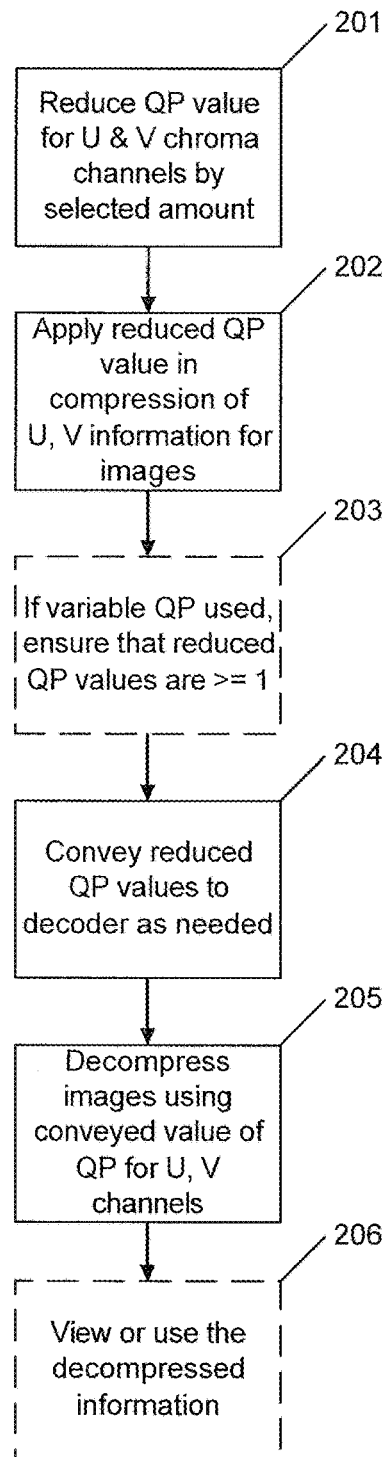 201
Reduce QP value
for U & V chroma
channels by
selected amount
202
Apply reduced QP
value in
compression of
U, V information for
images
203
If variable QP used,
ensure that reduced
QP values are >= 1
204
Convey reduced
QP values to
decoder as needed
205
Decompress
images using
conveyed value of
QP for U, V
channels
206
View or use the
decompressed
information